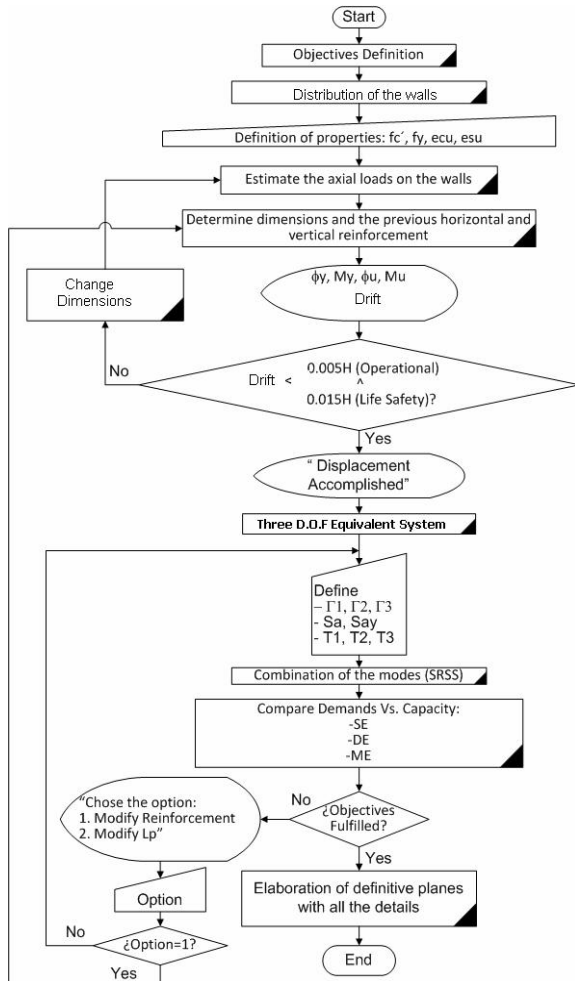 Start
Objectives Definition
Distribution of the walls
Definition of properties: fc´, fy, ecu, esu
Estimate the axial loads on the walls
Determine dimensions and the previous horizontal and
vertical reinforcement
Change
Dimensions
ϕy, My, ϕu, Mu
Drift
No
Drift <
0.005H (Operational)
^
0.015H (Life Safety)?
Yes
“ Displacement
Accomplished”
Three D.O.F Equivalent System
Define
– Γ1, Γ2, Γ3
- Sa, Say
- T1, T2, T3
Combination of the modes (SRSS)
Compare Demands Vs. Capacity:
-SE
-DE
-ME
“Chose the option:
1. Modify Reinforcement
2. Modify Lp”
No
¿Objectives
Fulfilled?
Yes
Option
Elaboration of definitive planes
with all the details
No
¿Option=1?
Yes
End